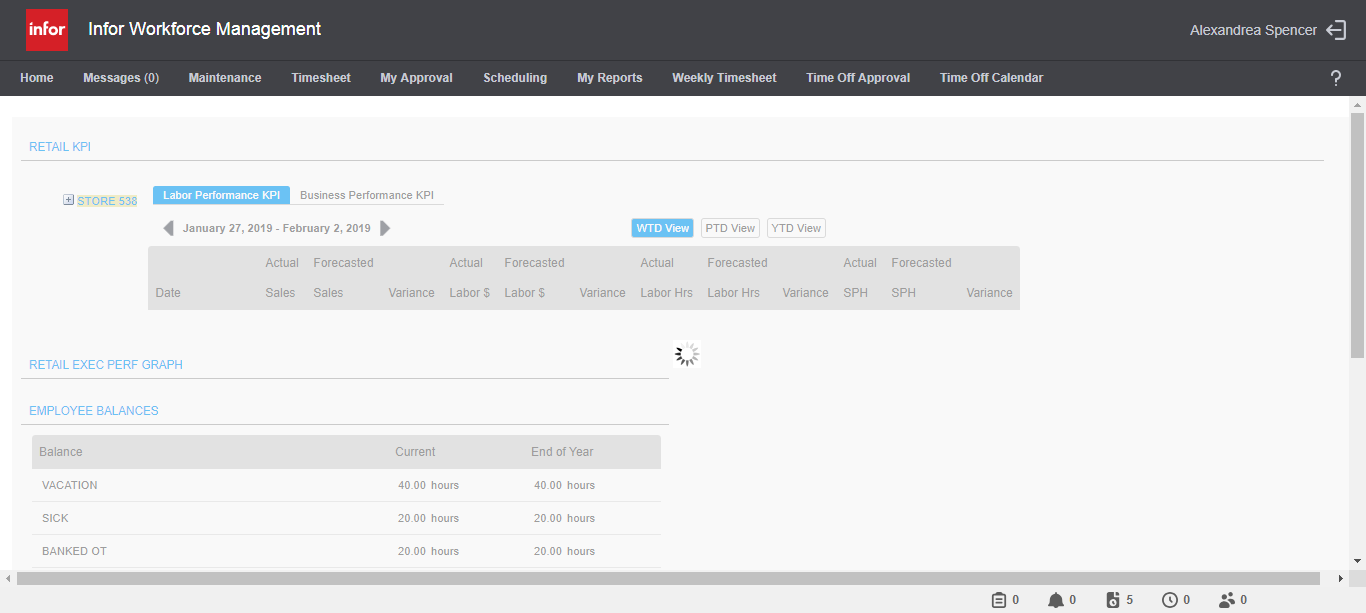 infor Infor Workforce Management Alexandrea Spencer
Home Messages (0) Maintenance Timesheet My Approval Scheduling My Reports Weekly Timesheet Time Off Approval Time Off Calendar ?
RETAIL KPI
STORE 538 Labor Performance KPI Business Performance KPI
January 27, 2019 - February 2, 2019 WTD View PTD View YTD View
Actual Forecasted Actual Forecasted Actual Forecasted Actual Forecasted
Date Sales Sales Variance Labor $ Labor $ Variance Labor Hrs Labor Hrs Variance SPH SPH Variance
RETAIL EXEC PERF GRAPH
EMPLOYEE BALANCES
Balance Current End of Year
VACATION 40.00 hours 40.00 hours
SICK 20.00 hours 20.00 hours
BANKED OT 20.00 hours 20.00 hours
0 0 5 0 0